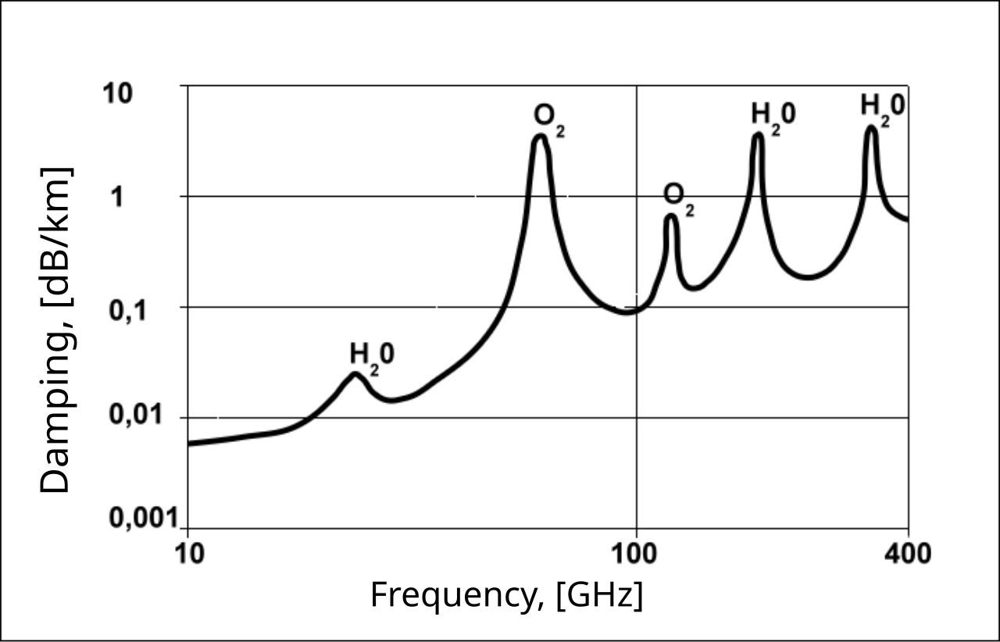 10
1
0,1
0,01
0,001
Damping, [dB/km]
H₂0
O₂
O₂
H₂0
H₂0
10 100 400
Frequency, [GHz]